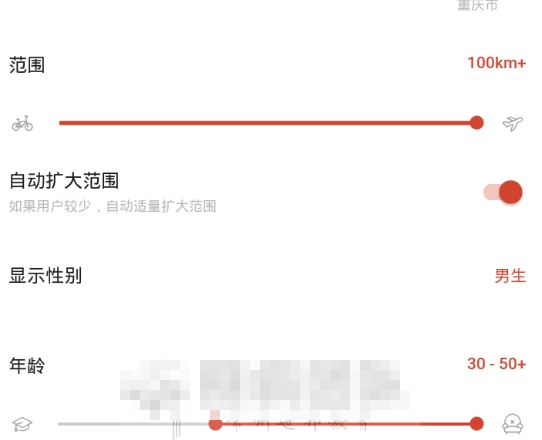 重庆市
范围
100km+
自动扩大范围
如果用户较少，自动适量扩大范围
显示性别
男生
年龄
30 - 50+